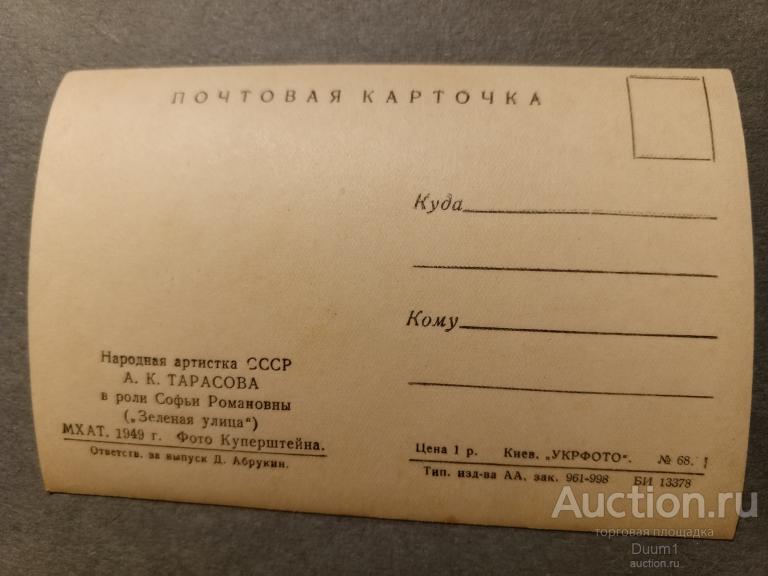 ПОЧТОВАЯ КАРТОЧКА
Куда
Кому
Народная артистка СССР
А. К. ТАРАСОВА
в роли Софьи Романовны
(„Зеленая улица“)
МХАТ. 1949 г. Фото Куперштейна.
Ответств. за выпуск Д. Абрукин.
Цена 1 р. Киев. „УКРФОТО“. № 68.
Тип. изд-ва АА. зак. 961-998 БИ 13378
Auction.ru
торговая площадка
Duum1
auction.ru